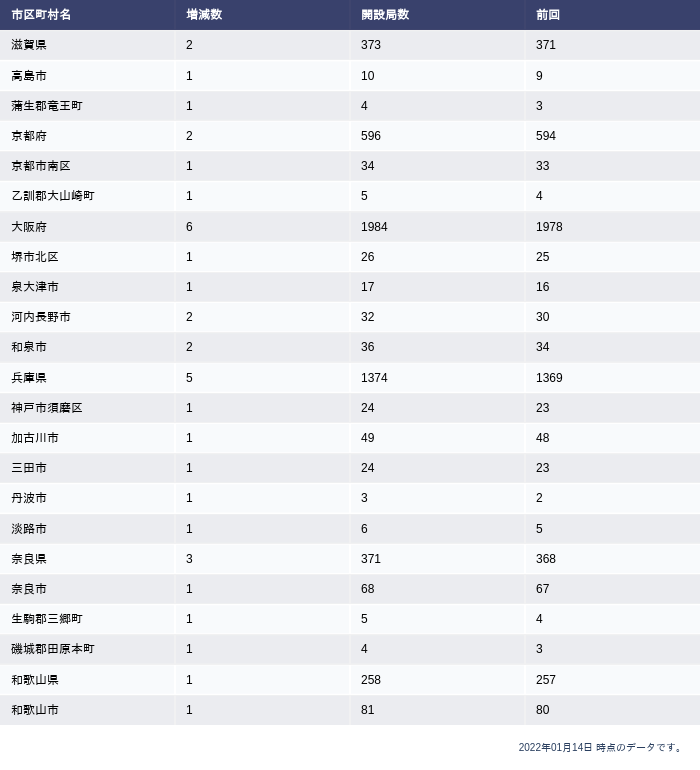 市区町村名 増減数 開設局数 前回
滋賀県 2 373 371
高島市 1 10 9
蒲生郡竜王町 1 4 3
京都府 2 596 594
京都市南区 1 34 33
乙訓郡大山崎町 1 5 4
大阪府 6 1984 1978
堺市北区 1 26 25
泉大津市 1 17 16
河内長野市 2 32 30
和泉市 2 36 34
兵庫県 5 1374 1369
神戸市須磨区 1 24 23
加古川市 1 49 48
三田市 1 24 23
丹波市 1 3 2
淡路市 1 6 5
奈良県 3 371 368
奈良市 1 68 67
生駒郡三郷町 1 5 4
磯城郡田原本町 1 4 3
和歌山県 1 258 257
和歌山市 1 81 80
2022年01月14日 時点のデータです。